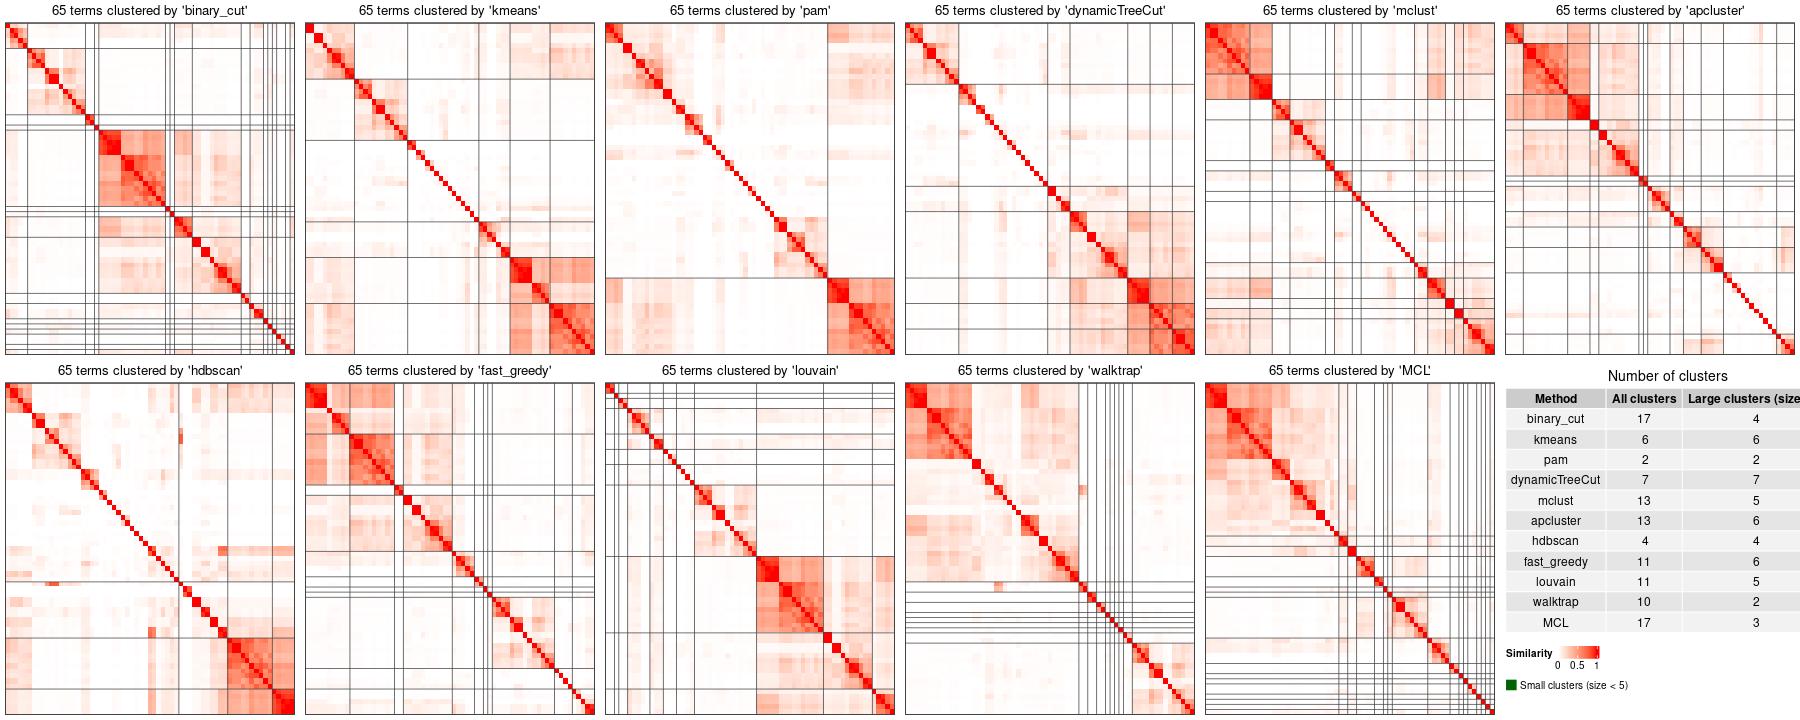 65 terms clustered by 'binary_cut'
65 terms clustered by 'kmeans'
65 terms clustered by 'pam'
65 terms clustered by 'dynamicTreeCut'
65 terms clustered by 'mclust'
65 terms clustered by 'apcluster'
65 terms clustered by 'hdbscan'
65 terms clustered by 'fast_greedy'
65 terms clustered by 'louvain'
65 terms clustered by 'walktrap'
65 terms clustered by 'MCL'
Number of clusters
Method All clusters Large clusters (size
binary_cut 17 4
kmeans 6 6
pam 2 2
dynamicTreeCut 7 7
mclust 13 5
apcluster 13 6
hdbscan 4 4
fast_greedy 11 6
louvain 11 5
walktrap 10 2
MCL 17 3
Similarity
0 0.5 1
Small clusters (size < 5)